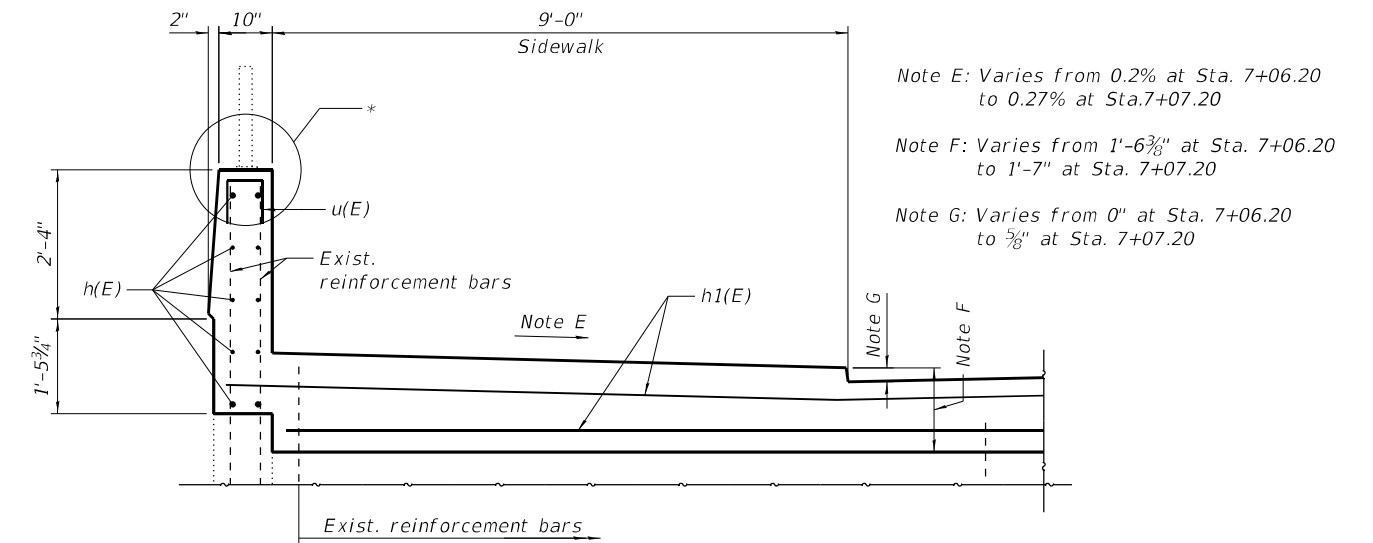 2" 10" 9'-0"
Sidewalk
Note E: Varies from 0.2% at Sta. 7+06.20
to 0.27% at Sta.7+07.20
*
Note F: Varies from 1'-6⅜" at Sta. 7+06.20
to 1'-7" at Sta. 7+07.20
u(E)
Note G: Varies from 0" at Sta. 7+06.20
to ⅝" at Sta. 7+07.20
2'-4"
Exist.
reinforcement bars
h(E)
h1(E)
Note E
Note G
Note F
1'-5¾"
Exist. reinforcement bars